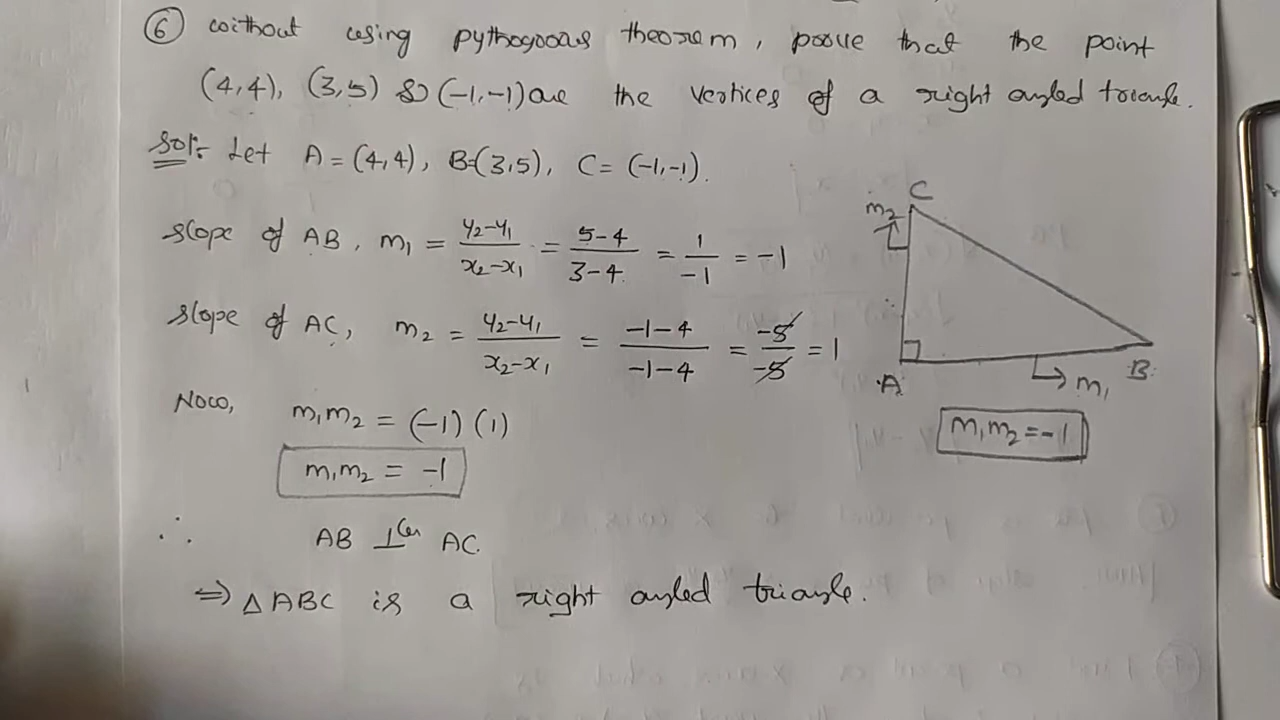 ⑥ without using pythogoras theorem, prove that the point
(4,4), (3,5) & (-1,-1) are the vertices of a right angled triangle.
Sol:- Let A = (4,4), B=(3,5), C = (-1,-1).
slope of AB, m₁ = (y₂-y₁)/(x₂-x₁) = (5-4)/(3-4) = 1/-1 = -1
slope of AC, m₂ = (y₂-y₁)/(x₂-x₁) = (-1-4)/(-1-4) = -5/-5 = 1
Now, m₁m₂ = (-1)(1)
m₁m₂ = -1
∴ AB ⊥ler AC.
⇒ △ABC is a right angled triangle.
C
m₂
A
B
m₁
m₁m₂ = -1